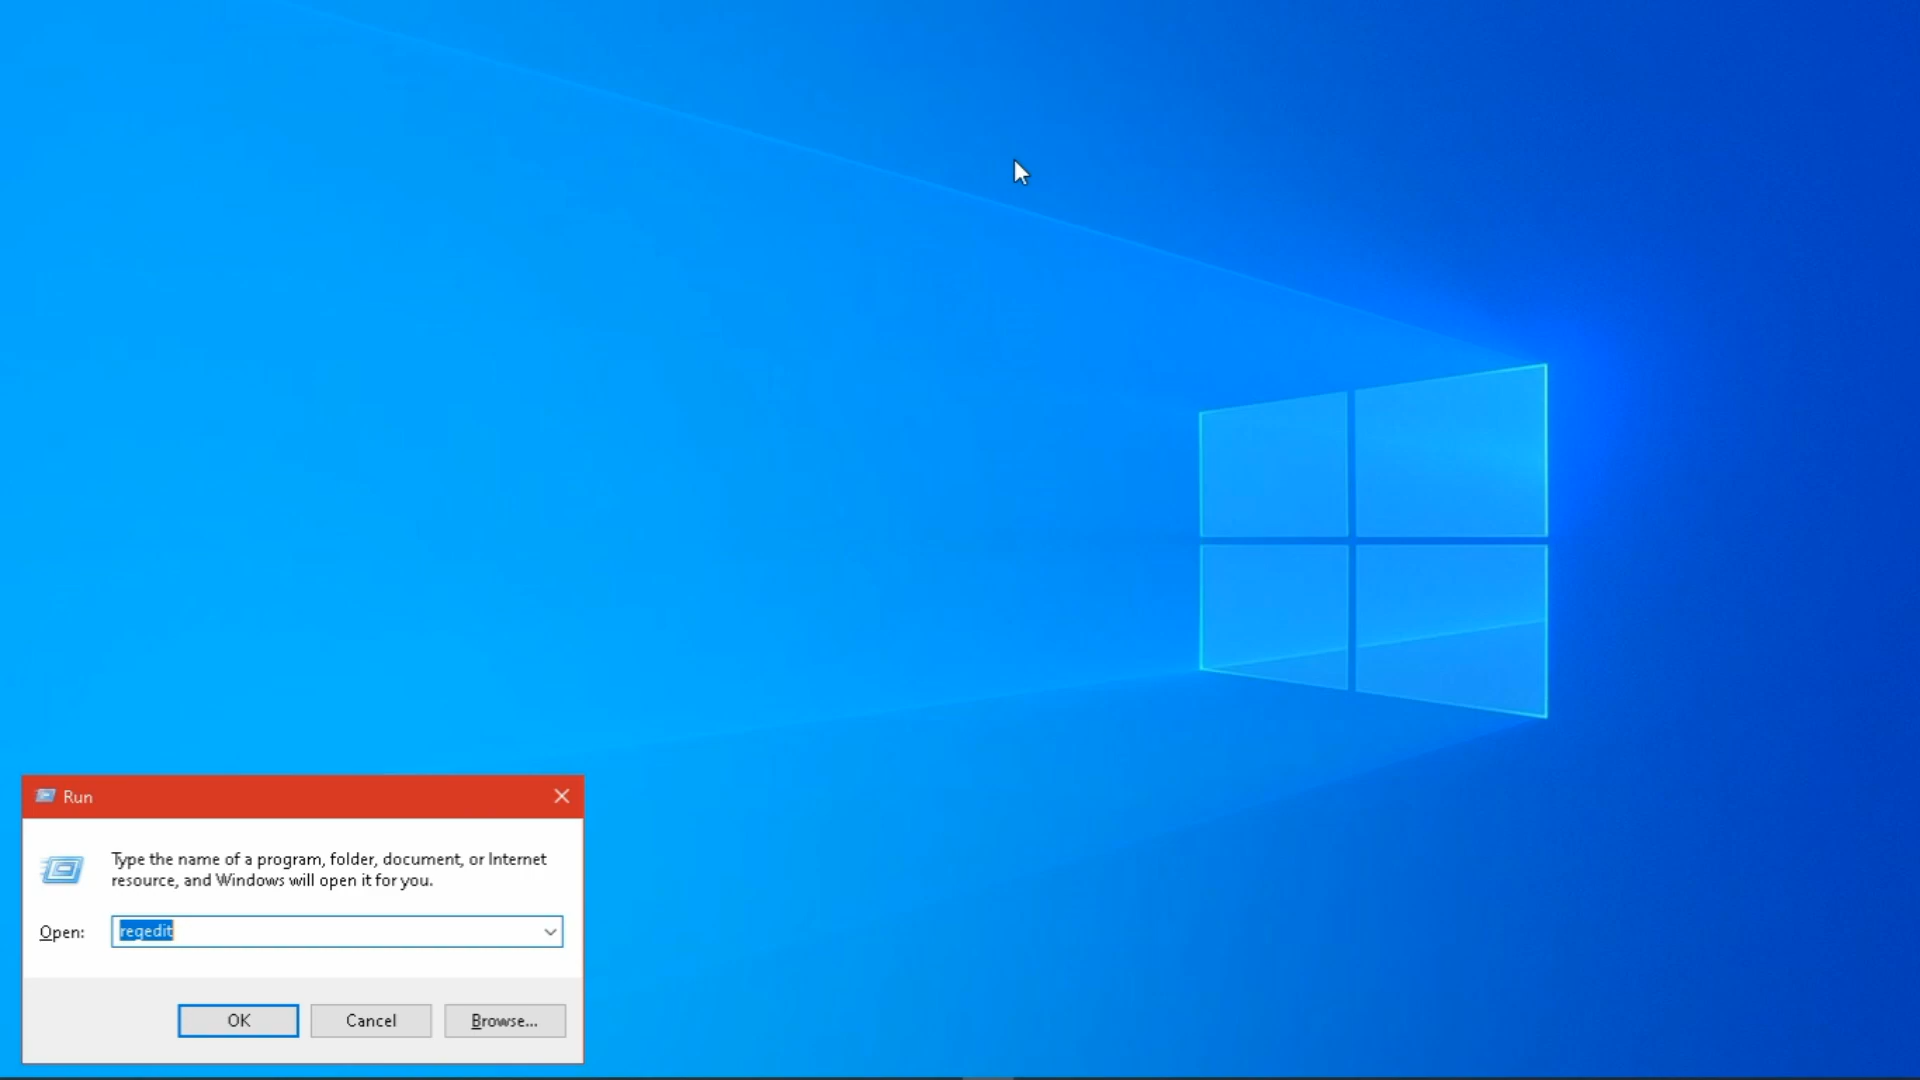 Run
Type the name of a program, folder, document, or Internet
resource, and Windows will open it for you.
Open: regedit
OK Cancel Browse...